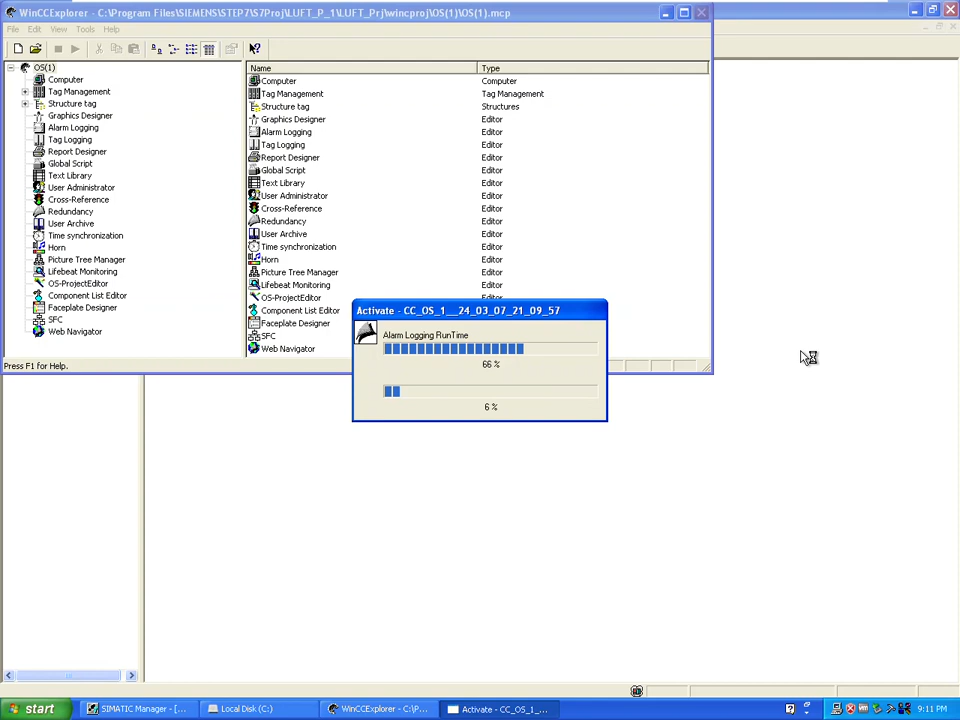 WinCCExplorer - C:\Program Files\SIEMENS\STEP7\S7Proj\LUFT_P_1\LUFT_Prj\wincproj\OS(1)\OS(1).mcp
File Edit View Tools Help
OS(1)
Computer
Tag Management
Structure tag
Graphics Designer
Alarm Logging
Tag Logging
Report Designer
Global Script
Text Library
User Administrator
Cross-Reference
Redundancy
User Archive
Time synchronization
Horn
Picture Tree Manager
Lifebeat Monitoring
OS-ProjectEditor
Component List Editor
Faceplate Designer
SFC
Web Navigator
Name Type
Computer Computer
Tag Management Tag Management
Structure tag Structures
Graphics Designer Editor
Alarm Logging Editor
Tag Logging Editor
Report Designer Editor
Global Script Editor
Text Library Editor
User Administrator Editor
Cross-Reference Editor
Redundancy Editor
User Archive Editor
Time synchronization Editor
Horn Editor
Picture Tree Manager Editor
Lifebeat Monitoring Editor
OS-ProjectEditor Editor
Component List Editor
Faceplate Designer
SFC
Web Navigator
Activate - CC_OS_1__24_03_07_21_09_57
Alarm Logging RunTime
66 %
6 %
Press F1 for Help.
start
SIMATIC Manager - [...
Local Disk (C:)
WinCCExplorer - C:\P...
Activate - CC_OS_1_...
9:11 PM